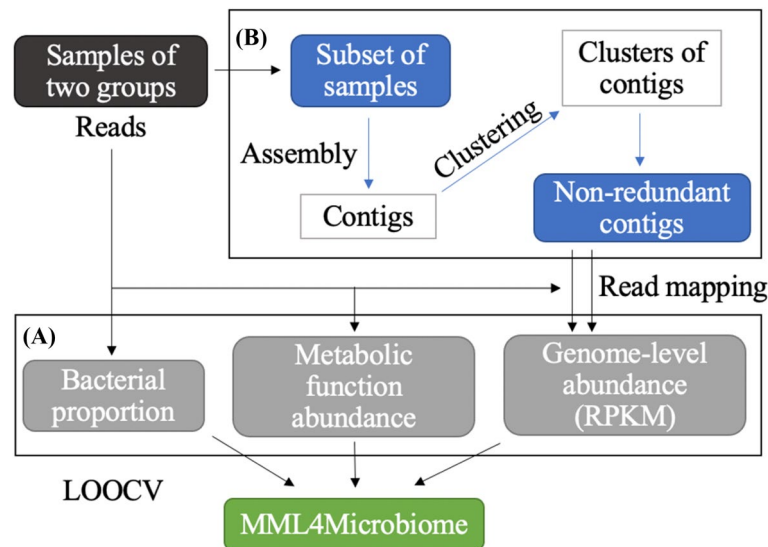 Samples of
two groups
Reads
(B)
Subset of
samples
Assembly
Contigs
Clustering
Clusters of
contigs
Non-redundant
contigs
Read mapping
(A)
Bacterial
proportion
Metabolic
function
abundance
Genome-level
abundance
(RPKM)
LOOCV
MML4Microbiome